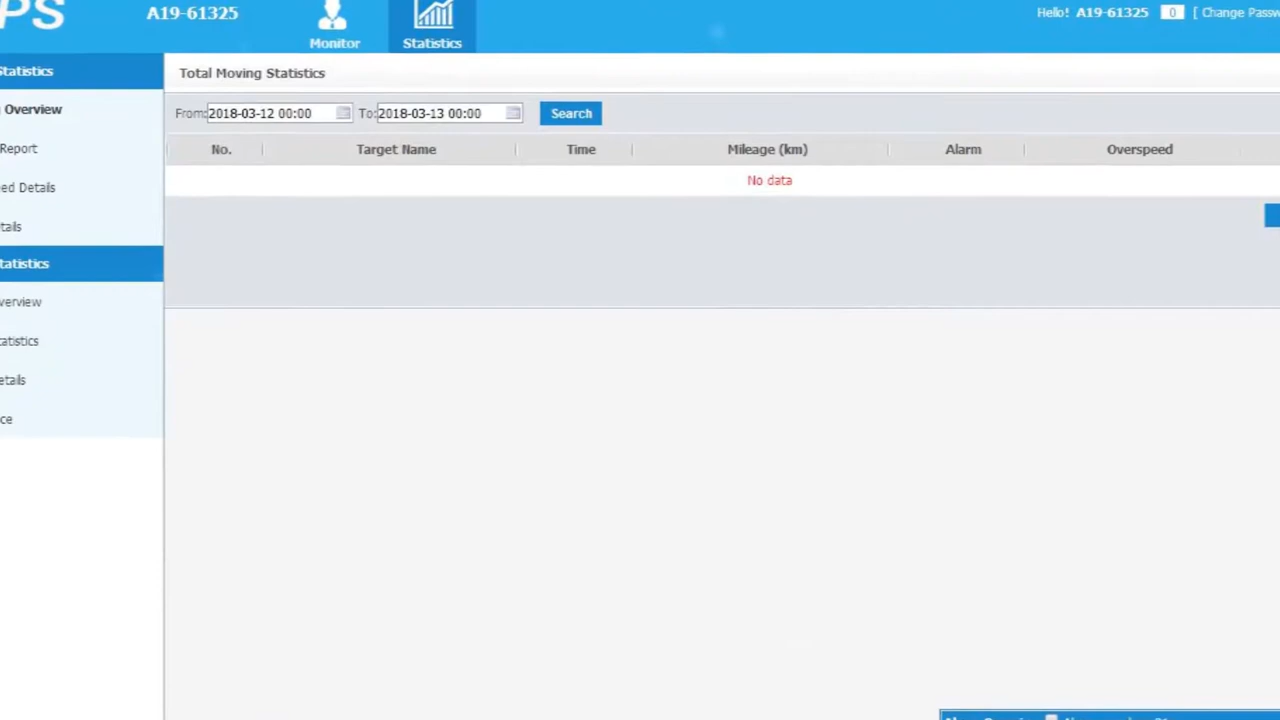 PS
A19-61325
Monitor
Statistics
Hello! A19-61325 0 [ Change Passw
Statistics
Overview
Report
ed Details
tails
tatistics
verview
tatistics
etails
ce
Total Moving Statistics
From: 2018-03-12 00:00 To: 2018-03-13 00:00 Search
No. Target Name Time Mileage (km) Alarm Overspeed
No data